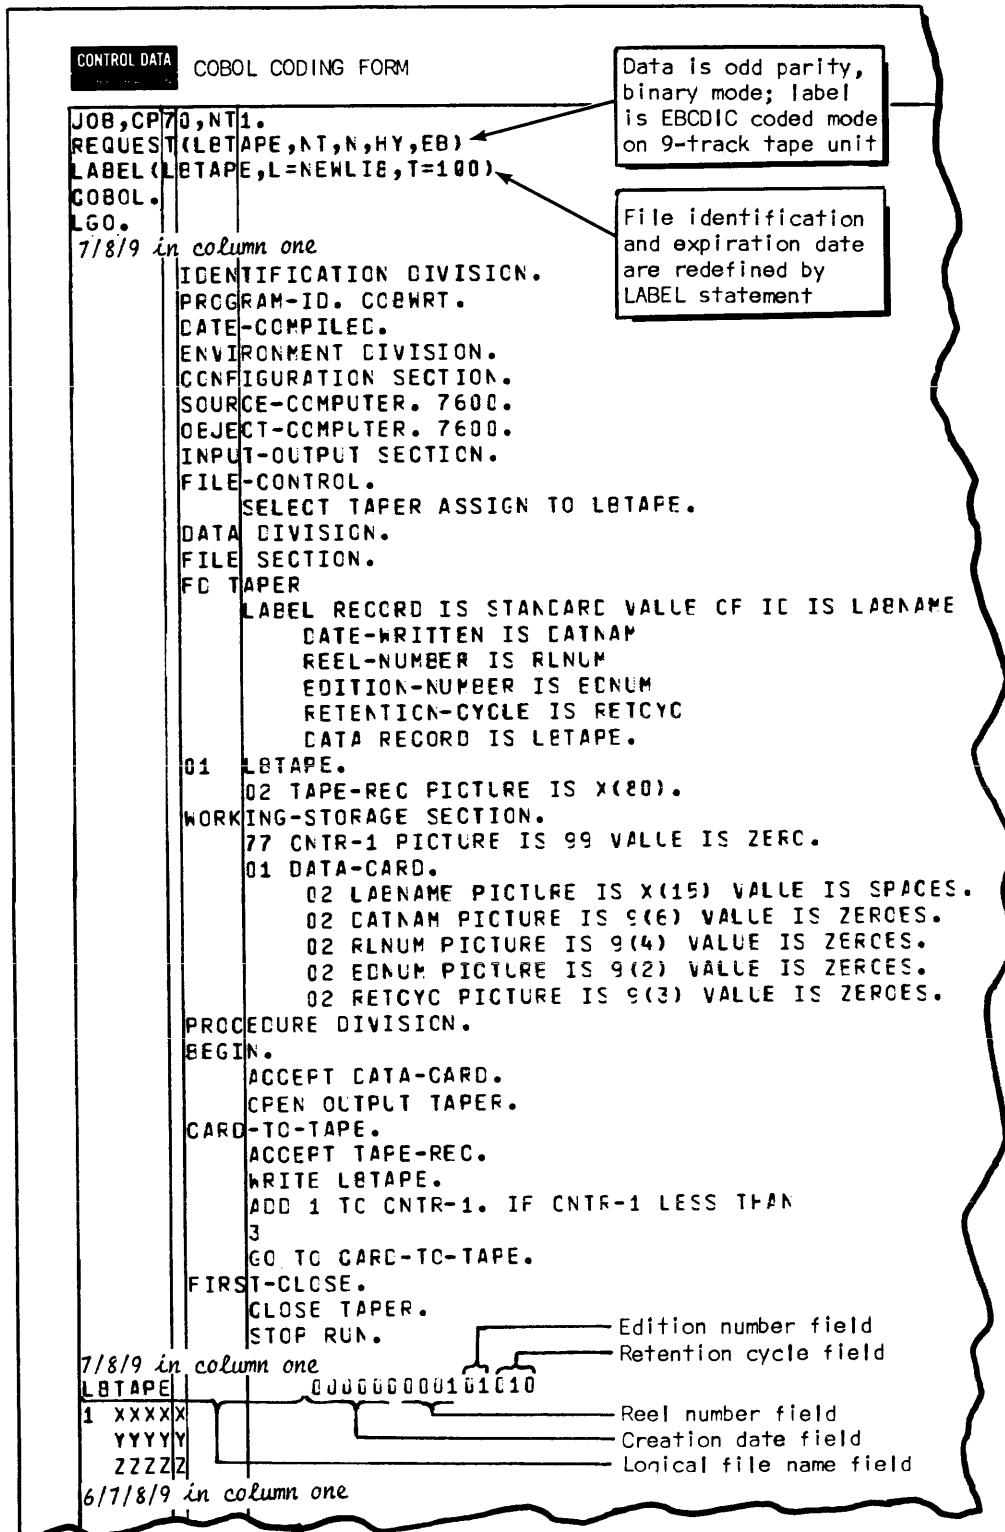 CONTROL DATA COBOL CODING FORM
Data is odd parity,
binary mode; label
is EBCDIC coded mode
on 9-track tape unit
JOB,CP70,NT1.
REQUEST(LBTAPE,NT,N,HY,EB)
LABEL(LBTAPE,L=NEWLIB,T=100)
COBOL.
LGO.
File identification
and expiration date
are redefined by
LABEL statement
7/8/9 in column one
IDENTIFICATION DIVISION.
PROGRAM-ID. COBWRT.
DATE-COMPILED.
ENVIRONMENT DIVISION.
CONFIGURATION SECTION.
SOURCE-COMPUTER. 7600.
OBJECT-COMPUTER. 7600.
INPUT-OUTPUT SECTION.
FILE-CONTROL.
SELECT TAPER ASSIGN TO LBTAPE.
DATA DIVISION.
FILE SECTION.
FD TAPER
LABEL RECORD IS STANDARD VALUE OF ID IS LABNAME
DATE-WRITTEN IS DATNAM
REEL-NUMBER IS RLNUM
EDITION-NUMBER IS EDNUM
RETENTION-CYCLE IS RETCYC
DATA RECORD IS LBTAPE.
01 LBTAPE.
02 TAPE-REC PICTURE IS X(80).
WORKING-STORAGE SECTION.
77 CNTR-1 PICTURE IS 99 VALUE IS ZERO.
01 DATA-CARD.
02 LABNAME PICTURE IS X(15) VALUE IS SPACES.
02 DATNAM PICTURE IS 9(6) VALUE IS ZEROES.
02 RLNUM PICTURE IS 9(4) VALUE IS ZEROES.
02 EDNUM PICTURE IS 9(2) VALUE IS ZEROES.
02 RETCYC PICTURE IS 9(3) VALUE IS ZEROES.
PROCEDURE DIVISION.
BEGIN.
ACCEPT DATA-CARD.
OPEN OUTPUT TAPER.
CARD-TO-TAPE.
ACCEPT TAPE-REC.
WRITE LBTAPE.
ADD 1 TO CNTR-1. IF CNTR-1 LESS THAN
3
GO TO CARD-TO-TAPE.
FIRST-CLOSE.
CLOSE TAPER.
STOP RUN.
Edition number field
Retention cycle field
7/8/9 in column one
LBTAPE 000000000101010
1 XXXXX
YYYYY
ZZZZZ
Reel number field
Creation date field
Logical file name field
6/7/8/9 in column one